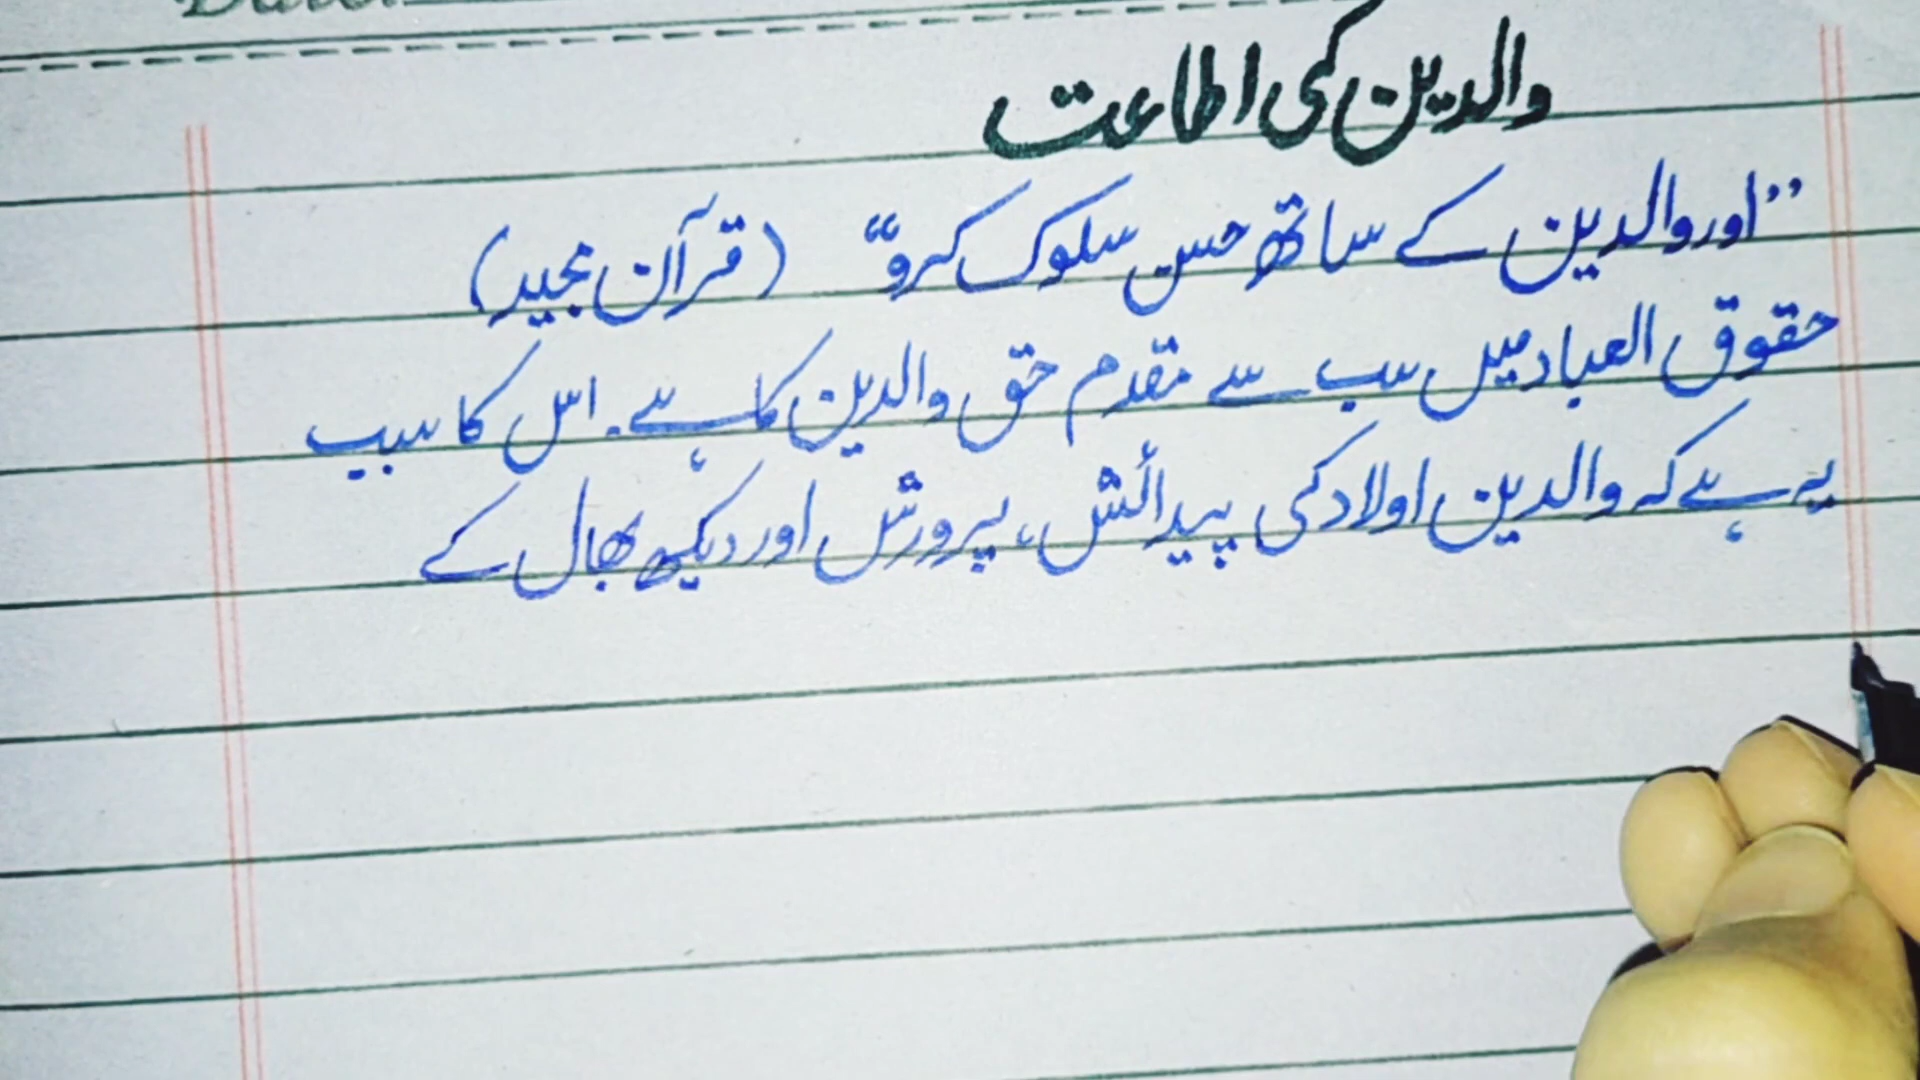 والدین کی اطاعت
”اور والدین کے ساتھ حسن سلوک کرو“ (قرآن مجید)
حقوق العباد میں سب سے مقدم حق والدین کا ہے۔ اس کا سبب
یہ ہے کہ والدین اولاد کی پیدائش، پرورش اور دیکھ بھال کے